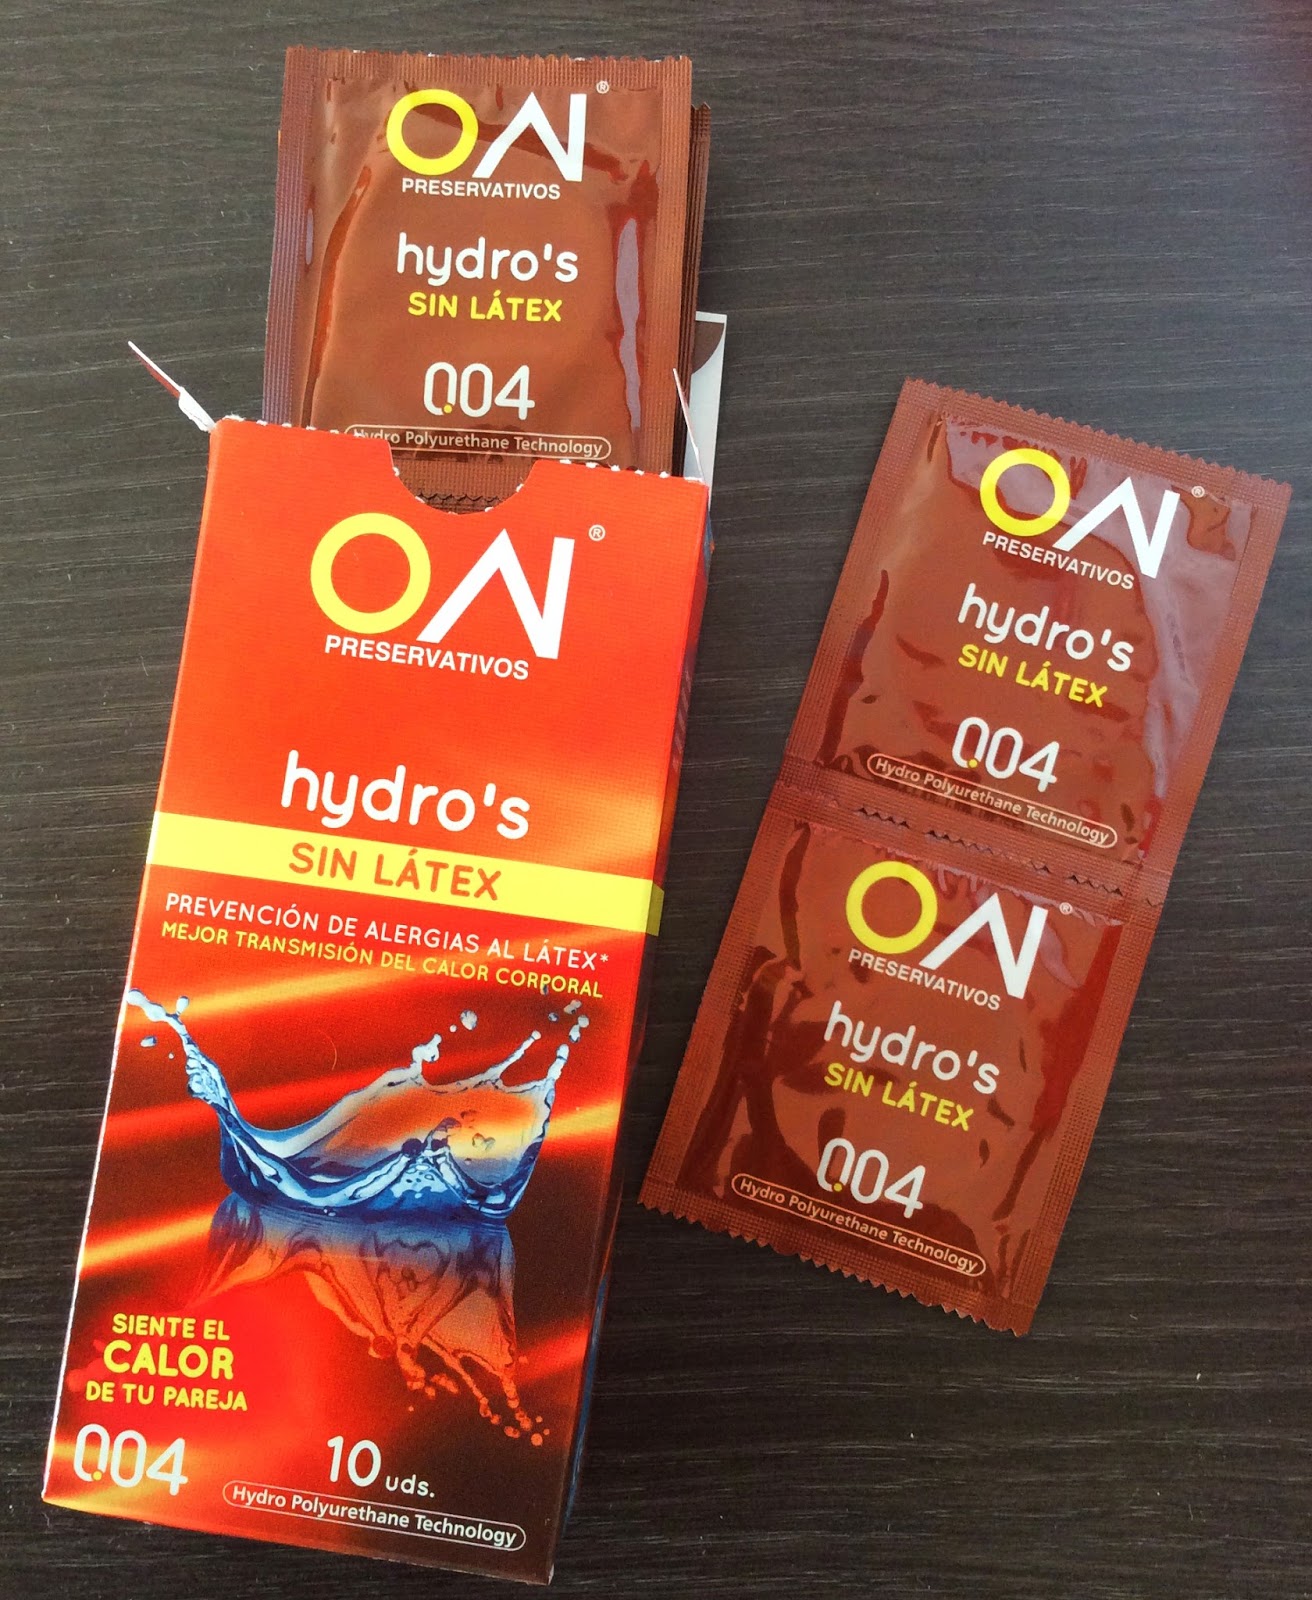 ON®
PRESERVATIVOS
hydro's
SIN LÁTEX
0.04
Hydro Polyurethane Technology
ON®
PRESERVATIVOS
hydro's
SIN LÁTEX
PREVENCIÓN DE ALERGIAS AL LÁTEX*
MEJOR TRANSMISIÓN DEL CALOR CORPORAL
SIENTE EL
CALOR
DE TU PAREJA
0.04
10 uds.
Hydro Polyurethane Technology
ON®
PRESERVATIVOS
hydro's
SIN LÁTEX
0.04
Hydro Polyurethane Technology
ON®
PRESERVATIVOS
hydro's
SIN LÁTEX
0.04
Hydro Polyurethane Technology